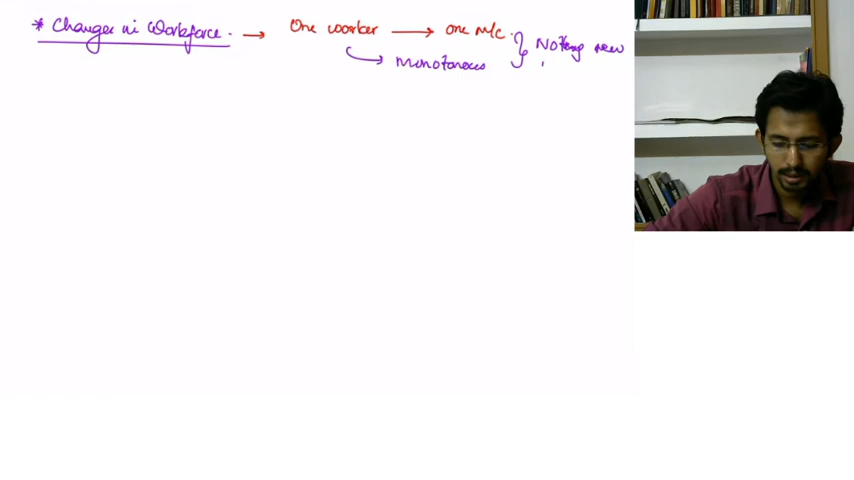 * Changes in Workforce. → One worker → one M/c.
Nothing new
monotonous